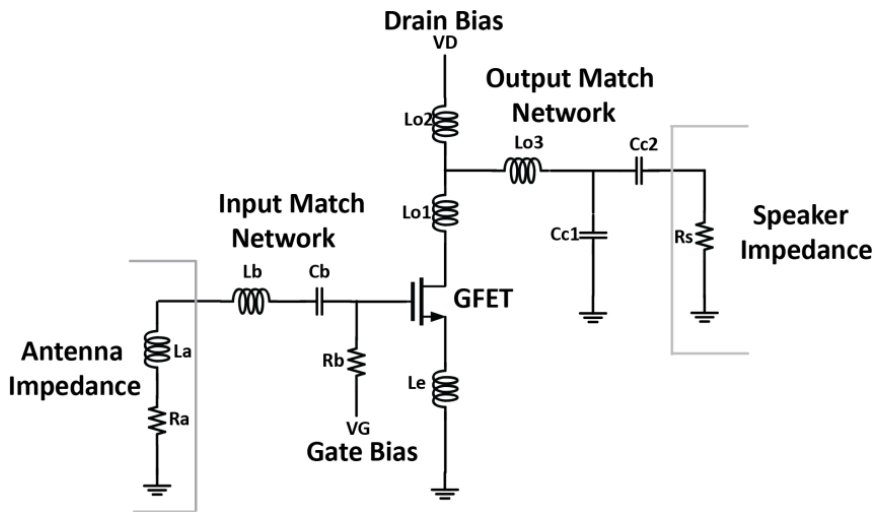 Drain Bias
VD
Output Match
Network
Lo2
Lo3
Cc2
Input Match
Network
Lo1
Cc1
Rs
Speaker
Impedance
Lb
Cb
GFET
Antenna
Impedance
La
Ra
Rb
Le
VG
Gate Bias